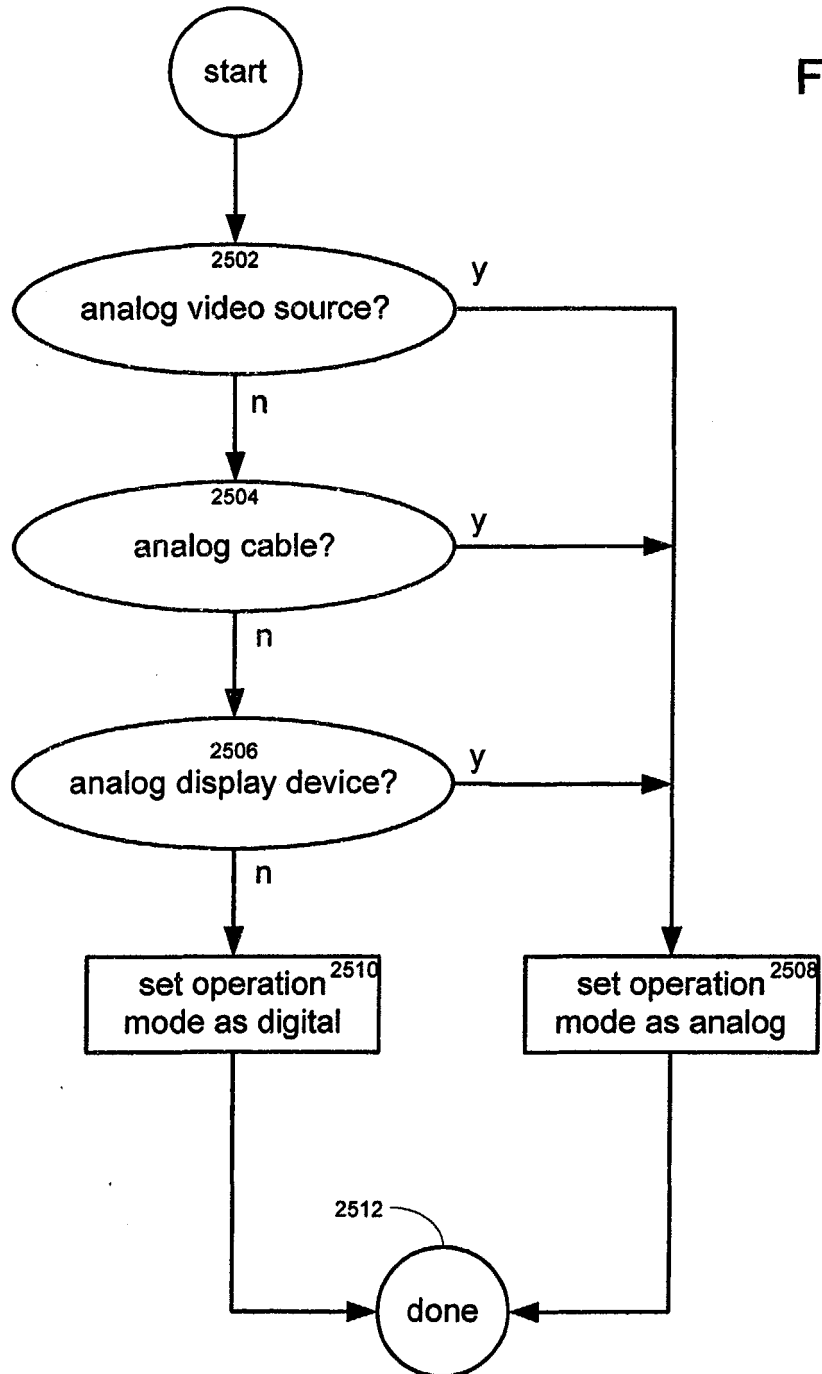 start
F
2502
analog video source?
y
n
2504
analog cable?
y
n
2506
analog display device?
y
n
set operation 2510
mode as digital
set operation 2508
mode as analog
2512
done